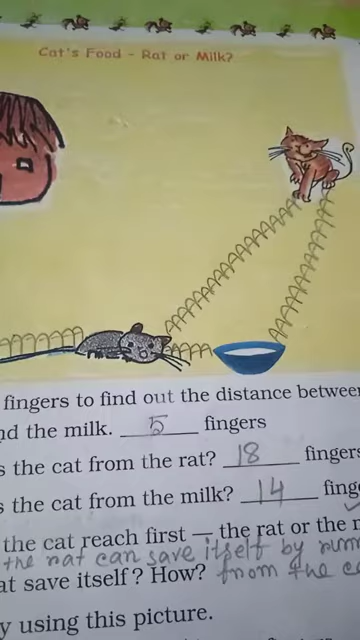 Cat's Food - Rat or Milk?
fingers to find out the distance between
nd the milk. 5 fingers
s the cat from the rat? 18 fingers
s the cat from the milk? 14 fing
the cat reach first — the rat or the m
the rat can save itself by runn
at save itself? How? from the ca
y using this picture.